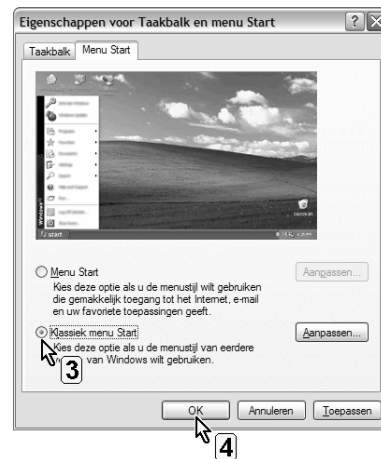 Eigenschappen voor Taakbalk en menu Start
Taakbalk Menu Start
start
Menu Start Aanpassen...
Kies deze optie als u de menustijl wilt gebruiken
die gemakkelijk toegang tot het Internet, e-mail
en uw favoriete toepassingen geeft.
Klassiek menu Start Aanpassen...
Kies deze optie als u de menustijl van eerdere
van Windows wilt gebruiken.
3
OK Annuleren Toepassen
4